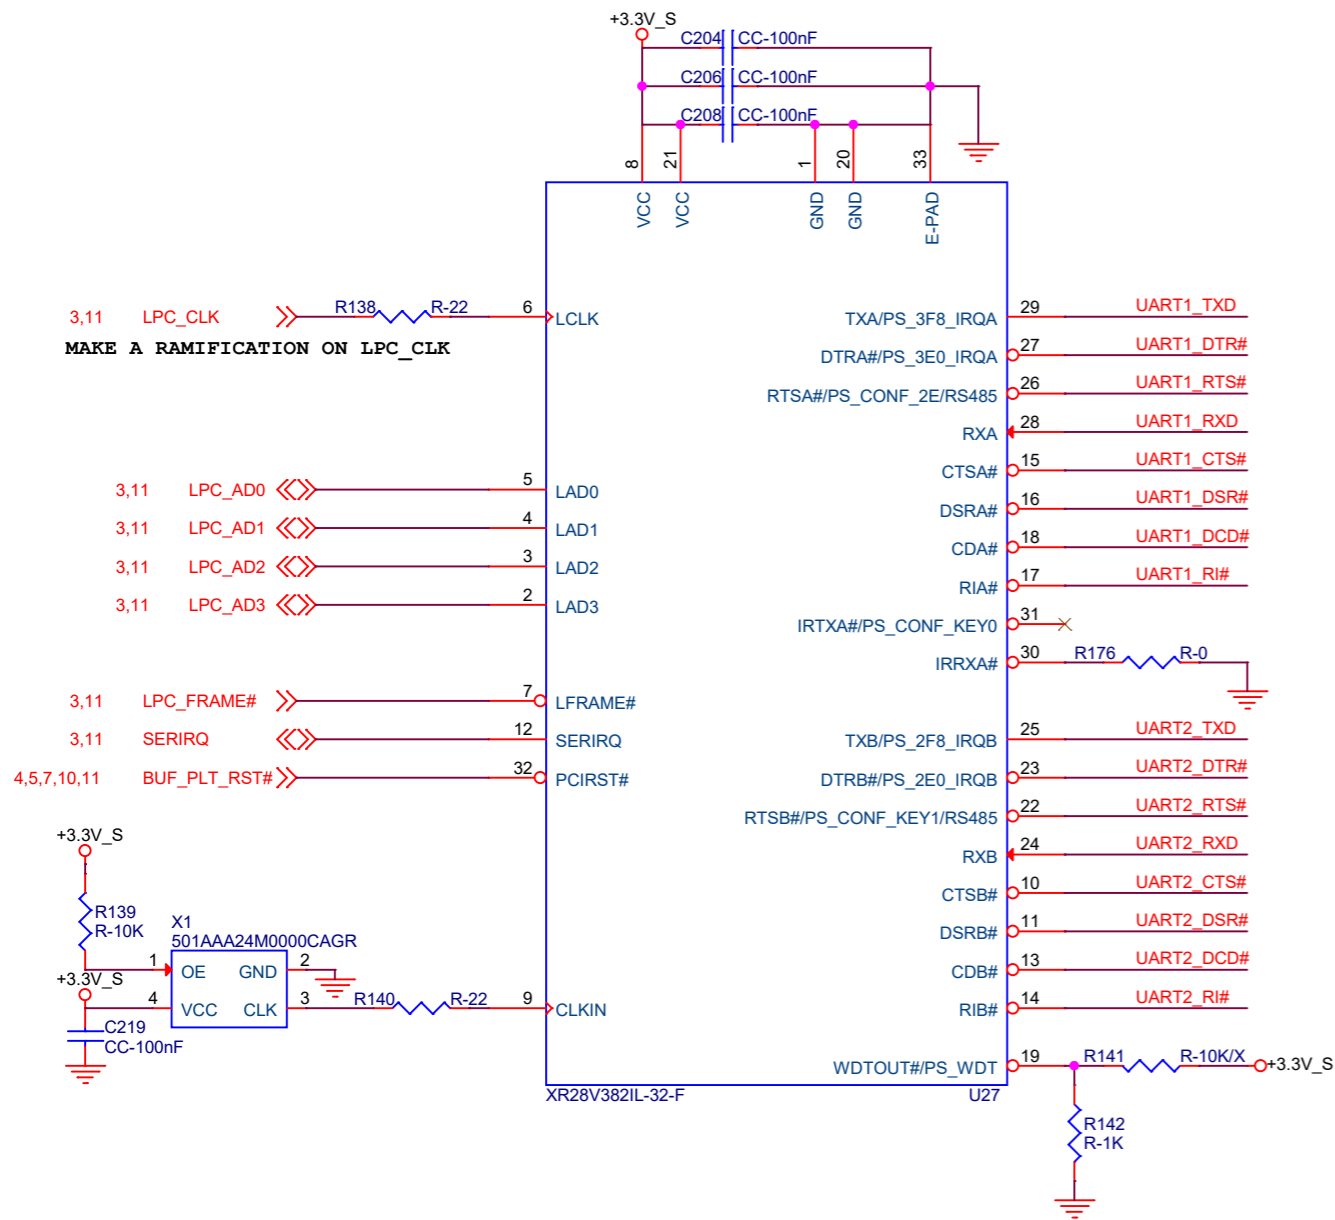 +3.3V_S
C204 CC-100nF
C206 CC-100nF
C208 CC-100nF
8 21 1 20 33
VCC VCC GND GND E-PAD
3,11 LPC_CLK R138 R-22 6 LCLK
MAKE A RAMIFICATION ON LPC_CLK
3,11 LPC_AD0 5 LAD0
3,11 LPC_AD1 4 LAD1
3,11 LPC_AD2 3 LAD2
3,11 LPC_AD3 2 LAD3
3,11 LPC_FRAME# 7 LFRAME#
3,11 SERIRQ 12 SERIRQ
4,5,7,10,11 BUF_PLT_RST# 32 PCIRST#
+3.3V_S
R139
R-10K
X1
501AAA24M0000CAGR
1 OE GND 2
+3.3V_S
4 VCC CLK 3 R140 R-22 9 CLKIN
C219
CC-100nF
TXA/PS_3F8_IRQA 29 UART1_TXD
DTRA#/PS_3E0_IRQA 27 UART1_DTR#
RTSA#/PS_CONF_2E/RS485 26 UART1_RTS#
RXA 28 UART1_RXD
CTSA# 15 UART1_CTS#
DSRA# 16 UART1_DSR#
CDA# 18 UART1_DCD#
RIA# 17 UART1_RI#
IRTXA#/PS_CONF_KEY0 31
IRRXA# 30 R176 R-0
TXB/PS_2F8_IRQB 25 UART2_TXD
DTRB#/PS_2E0_IRQB 23 UART2_DTR#
RTSB#/PS_CONF_KEY1/RS485 22 UART2_RTS#
RXB 24 UART2_RXD
CTSB# 10 UART2_CTS#
DSRB# 11 UART2_DSR#
CDB# 13 UART2_DCD#
RIB# 14 UART2_RI#
WDTOUT#/PS_WDT 19 R141 R-10K/X +3.3V_S
XR28V382IL-32-F U27
R142
R-1K